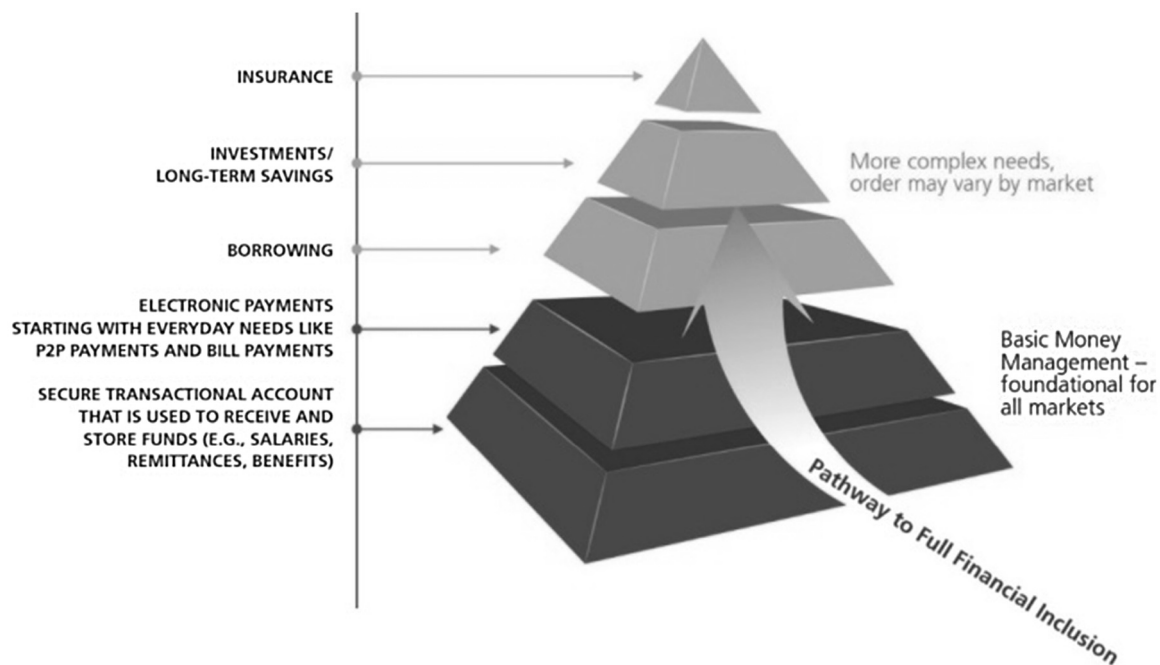 INSURANCE
INVESTMENTS/
LONG-TERM SAVINGS
BORROWING
ELECTRONIC PAYMENTS
STARTING WITH EVERYDAY NEEDS LIKE
P2P PAYMENTS AND BILL PAYMENTS
SECURE TRANSACTIONAL ACCOUNT
THAT IS USED TO RECEIVE AND
STORE FUNDS (E.G., SALARIES,
REMITTANCES, BENEFITS)
More complex needs,
order may vary by market
Basic Money
Management –
foundational for
all markets
Pathway to Full Financial Inclusion